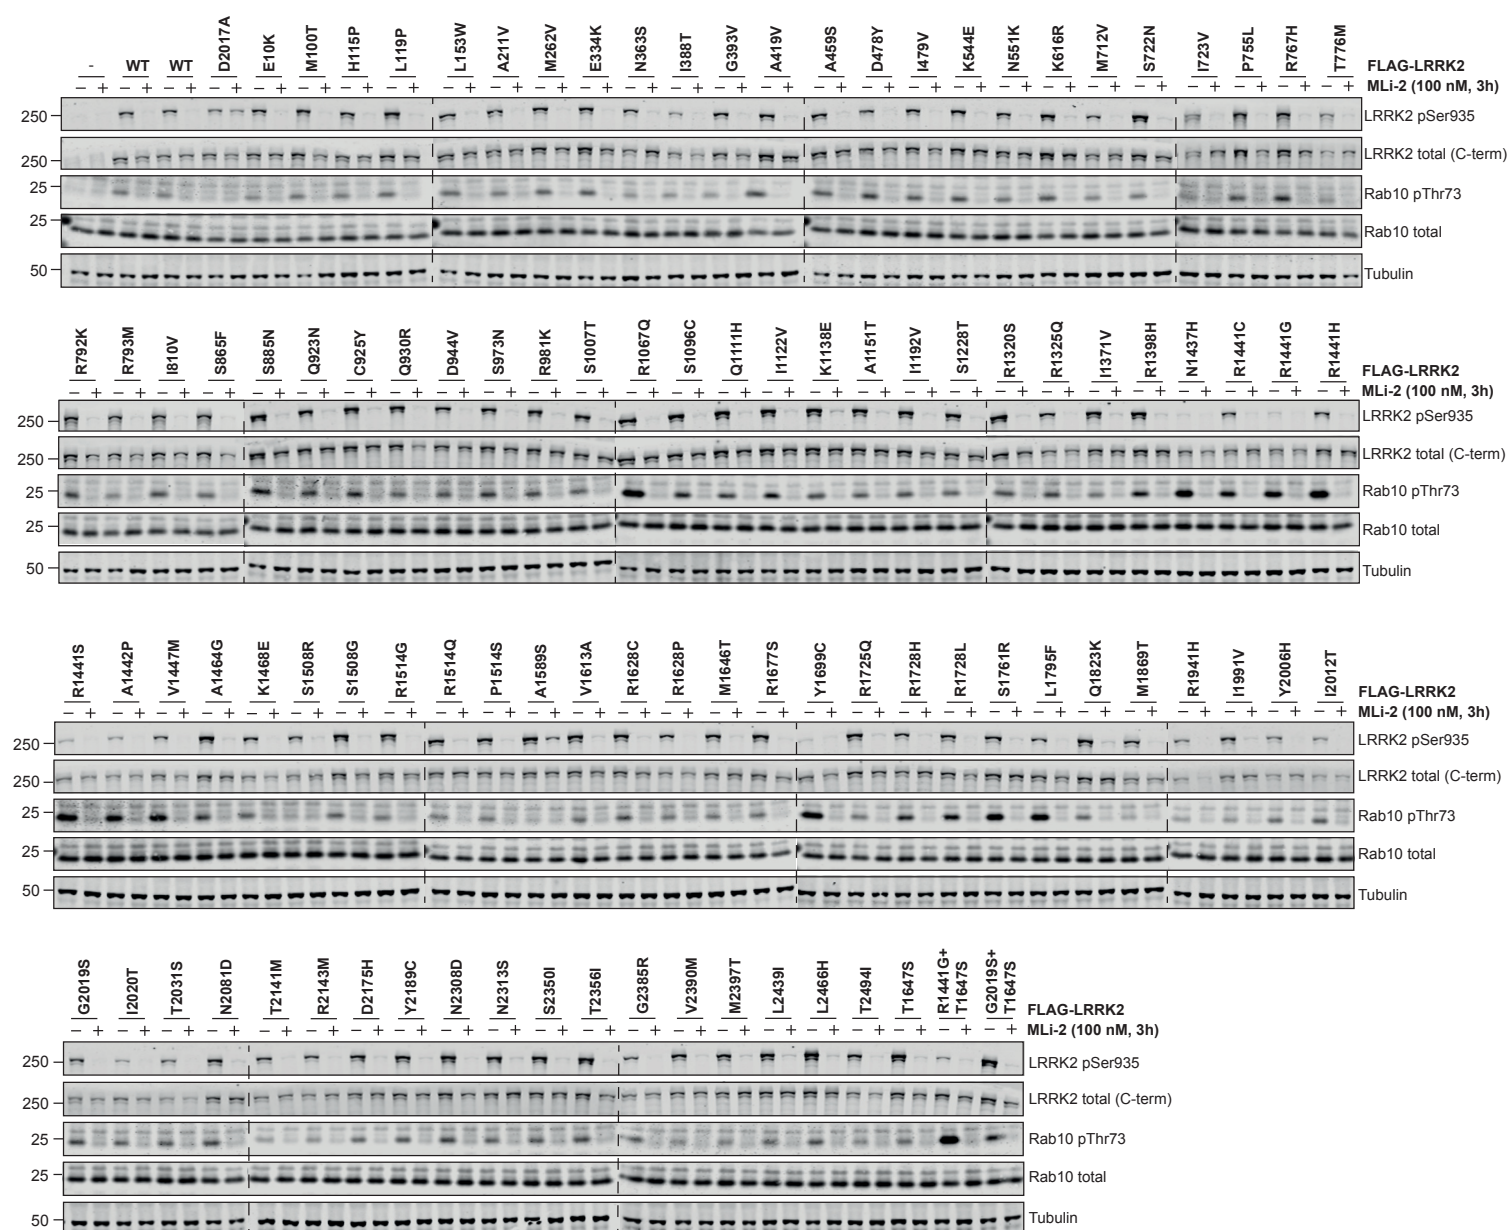 - WT WT D2017A E10K M100T H115P L119P L153W A211V M262V E334K N363S I388T G393V A419V A459S D478Y I479V K544E N551K K616R M712V S722N I723V P755L R767H T776M FLAG-LRRK2
– + – + – + – + – + – + – + – + – + – + – + – + – + – + – + – + – + – + – + – + – + – + – + – + – + – + – + – + MLi-2 (100 nM, 3h)
250 LRRK2 pSer935
250 LRRK2 total (C-term)
25 Rab10 pThr73
25 Rab10 total
50 Tubulin
R792K R793M I810V S865F S885N Q923N C925Y Q930R D944V S973N R981K S1007T R1067Q S1096C Q1111H I1122V K1138E A1151T I1192V S1228T R1320S R1325Q I1371V R1398H N1437H R1441C R1441G R1441H FLAG-LRRK2
– + – + – + – + – + – + – + – + – + – + – + – + – + – + – + – + – + – + – + – + – + – + – + – + – + – + – + – + MLi-2 (100 nM, 3h)
250 LRRK2 pSer935
250 LRRK2 total (C-term)
25 Rab10 pThr73
25 Rab10 total
50 Tubulin
R1441S A1442P V1447M A1464G K1468E S1508R S1508G R1514G R1514Q P1514S A1589S V1613A R1628C R1628P M1646T R1677S Y1699C R1725Q R1728H R1728L S1761R L1795F Q1823K M1869T R1941H I1991V Y2006H I2012T FLAG-LRRK2
– + – + – + – + – + – + – + – + – + – + – + – + – + – + – + – + – + – + – + – + – + – + – + – + – + – + – + – + MLi-2 (100 nM, 3h)
250 LRRK2 pSer935
250 LRRK2 total (C-term)
25 Rab10 pThr73
25 Rab10 total
50 Tubulin
G2019S I2020T T2031S N2081D T2141M R2143M D2175H Y2189C N2308D N2313S S2350I T2356I G2385R V2390M M2397T L2439I L2466H T2494I T1647S R1441G+ T1647S G2019S+ T1647S FLAG-LRRK2
– + – + – + – + – + – + – + – + – + – + – + – + – + – + – + – + – + – + – + – + – + MLi-2 (100 nM, 3h)
250 LRRK2 pSer935
250 LRRK2 total (C-term)
25 Rab10 pThr73
25 Rab10 total
50 Tubulin